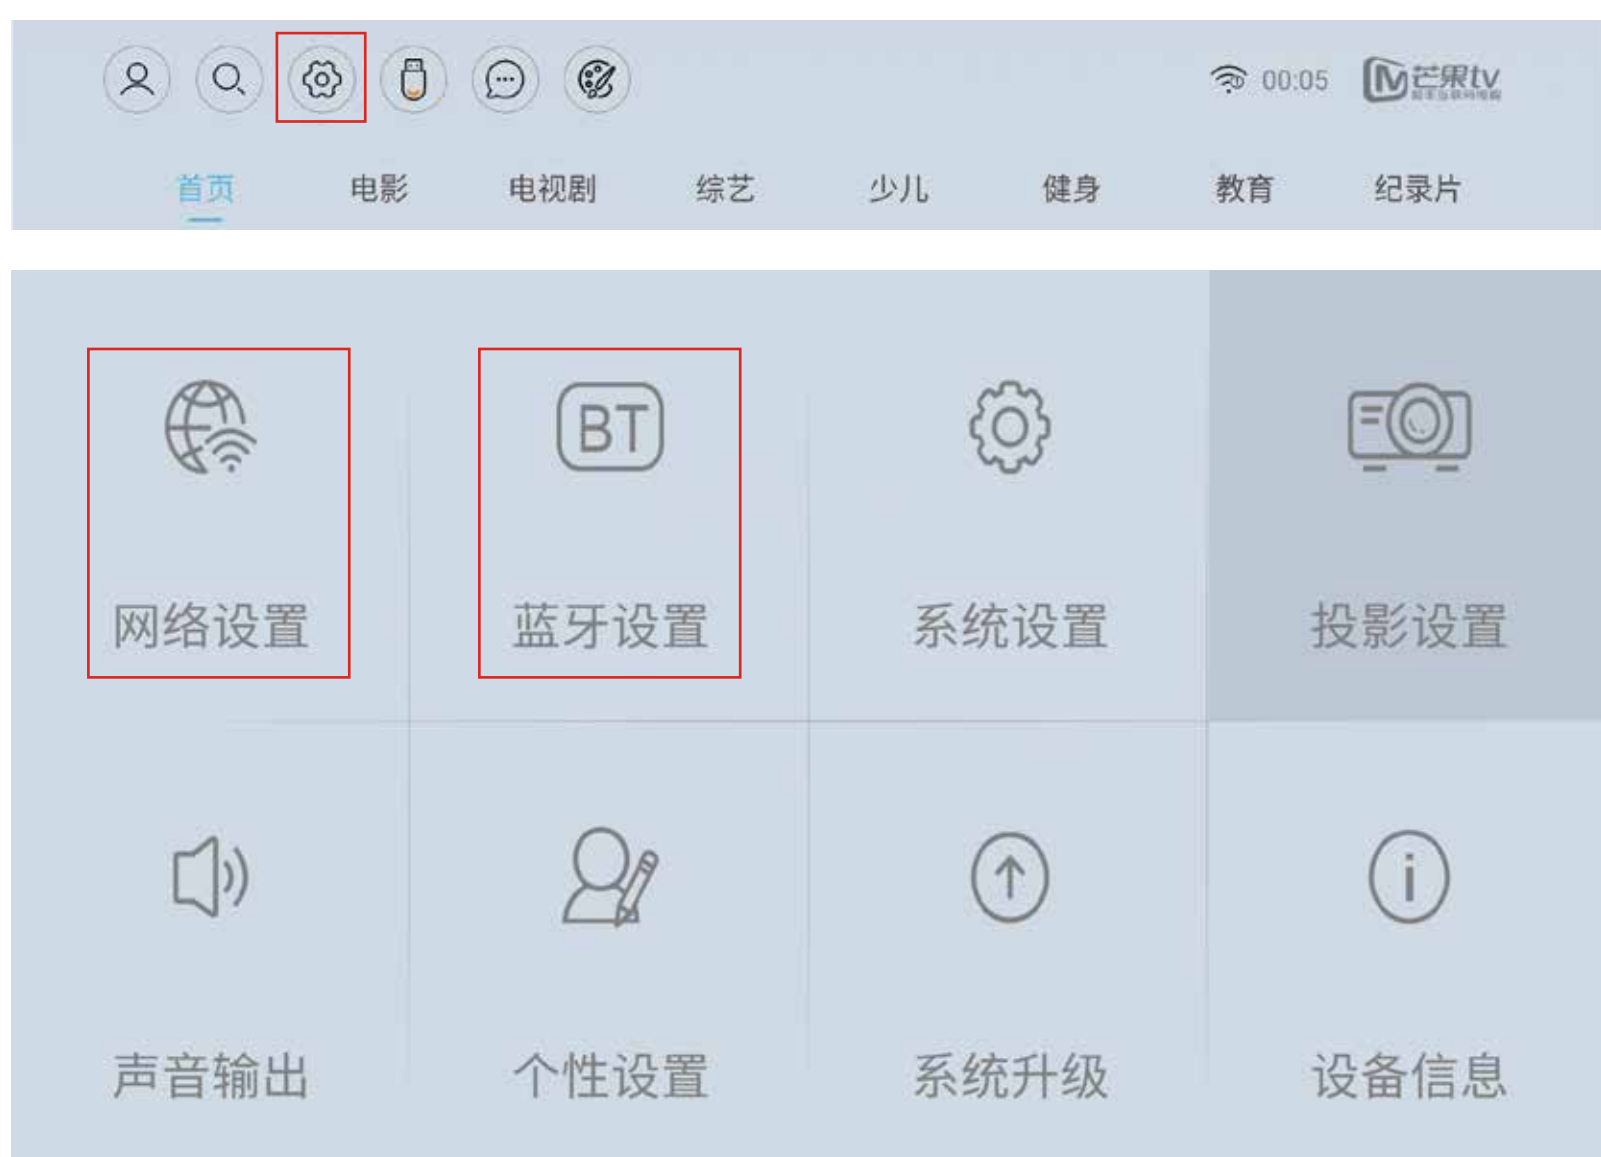 00:05 芒果tv
首页 电影 电视剧 综艺 少儿 健身 教育 纪录片
BT
网络设置 蓝牙设置 系统设置 投影设置
i
声音输出 个性设置 系统升级 设备信息